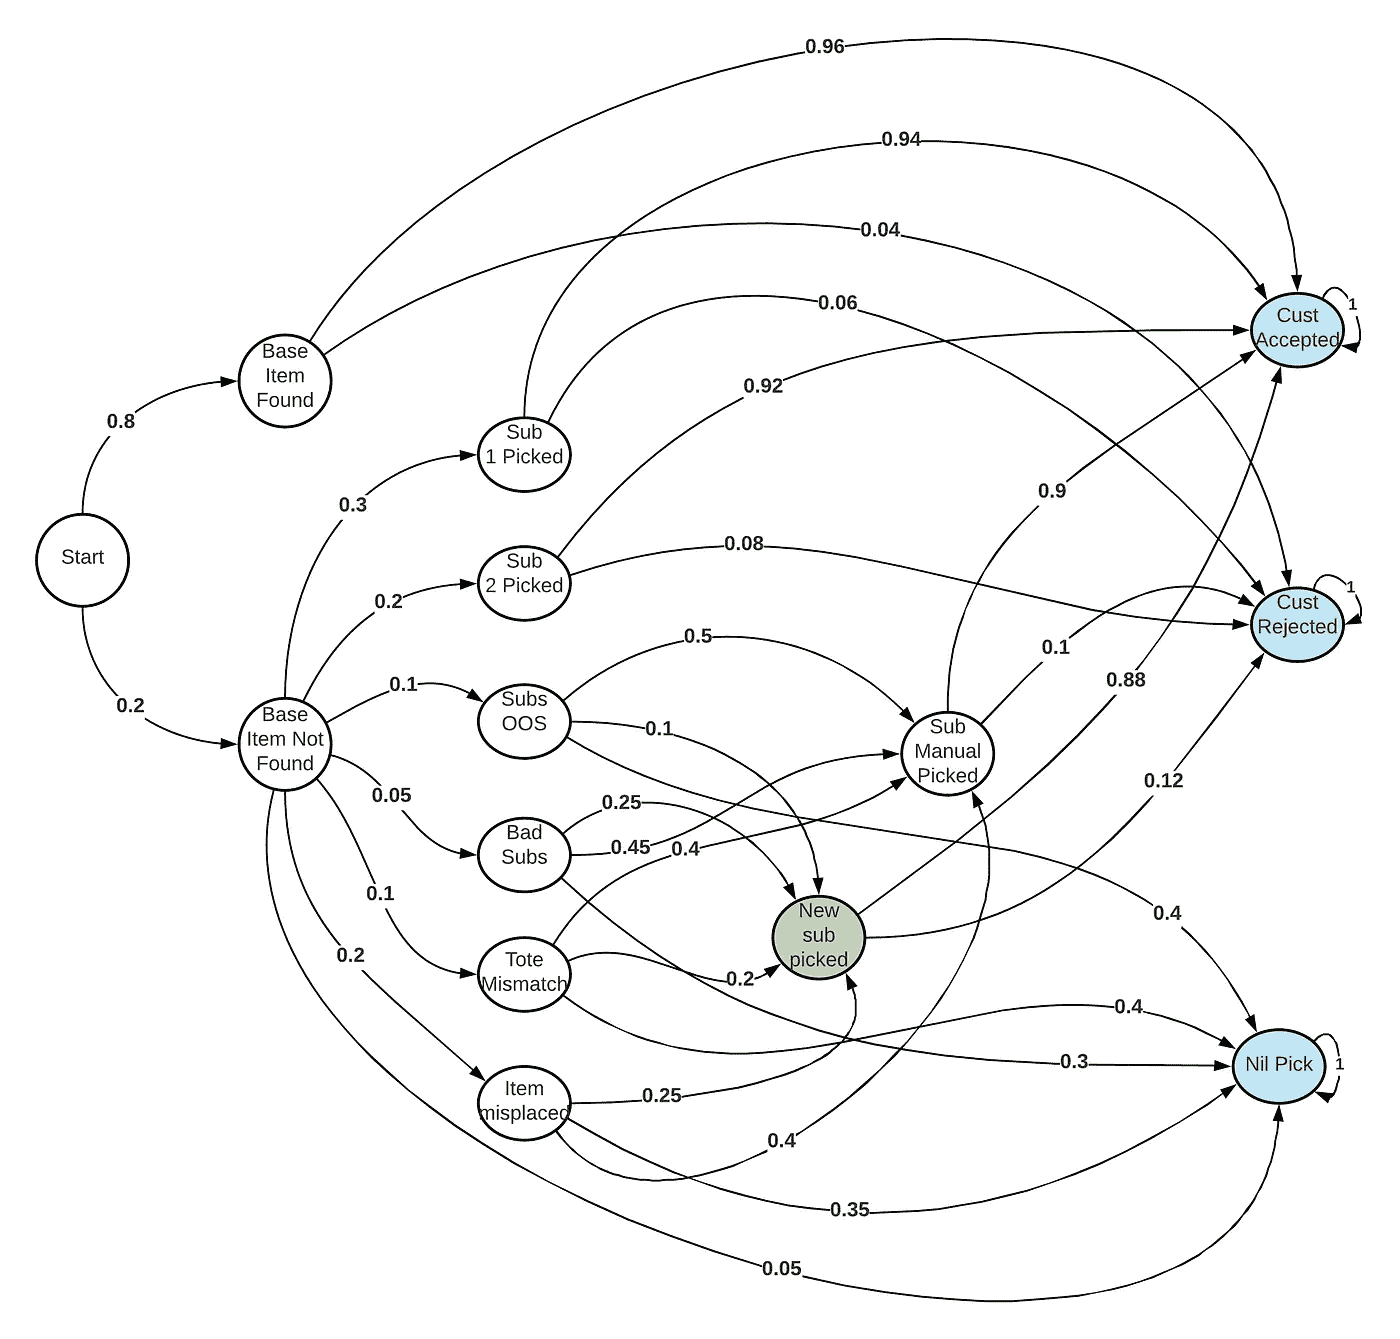 0.96
0.94
0.04
0.06
Cust
Accepted
1
Base
Item
Found
0.92
0.8
Sub
1 Picked
0.3
0.9
Start
0.08
Sub
2 Picked
0.2
Cust
Rejected
1
0.5
0.1
0.88
0.1
Subs
OOS
0.1
0.2
Base
Item Not
Found
Sub
Manual
Picked
0.12
0.05
0.25
Bad
Subs
0.45
0.4
0.1
New
sub
picked
0.4
0.2
Tote
Mismatch
0.2
0.4
0.3
Nil Pick
1
Item
misplaced
0.25
0.4
0.35
0.05